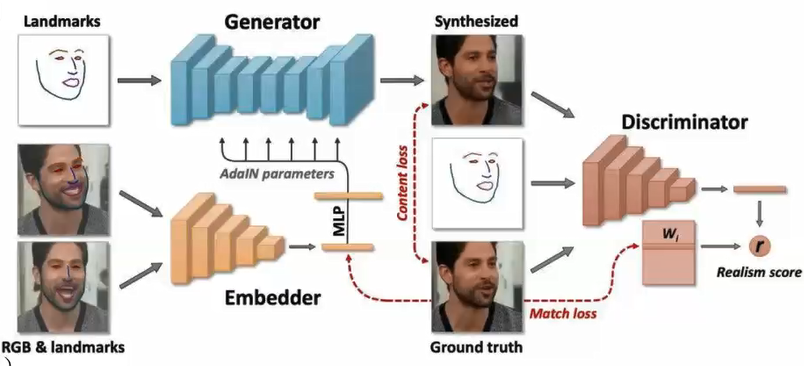 Landmarks
Generator
Synthesized
Discriminator
AdaIN parameters
MLP
Content loss
Embedder
W_i
r
Realism score
Match loss
RGB & landmarks
Ground truth
)